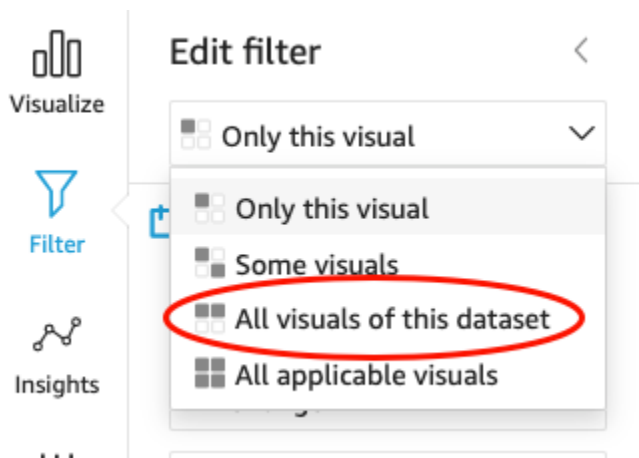 Visualize
Filter
Insights
Edit filter
Only this visual
Only this visual
Some visuals
All visuals of this dataset
All applicable visuals